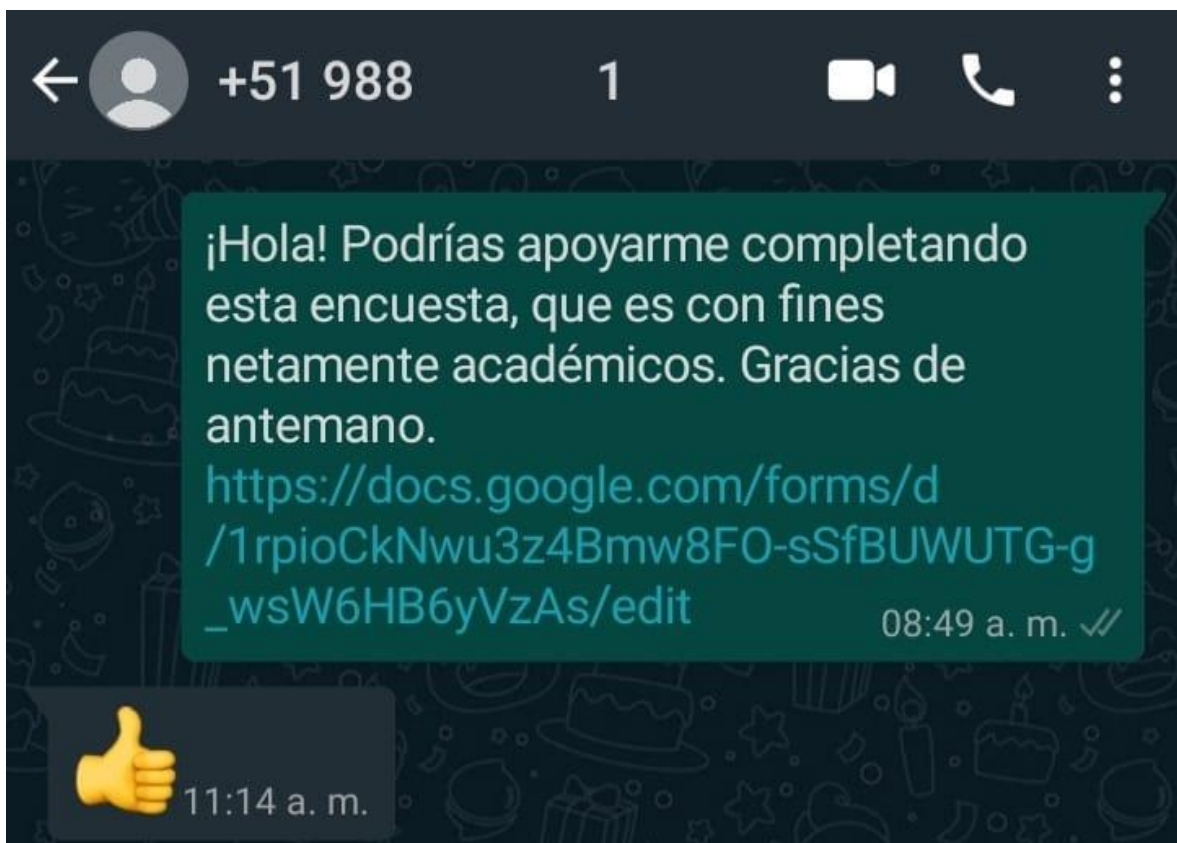 +51 988 1
¡Hola! Podrías apoyarme completando
esta encuesta, que es con fines
netamente académicos. Gracias de
antemano.
https://docs.google.com/forms/d
/1rpioCkNwu3z4Bmw8FO-sSfBUWUTG-g
_wsW6HB6yVzAs/edit
08:49 a. m.
11:14 a. m.